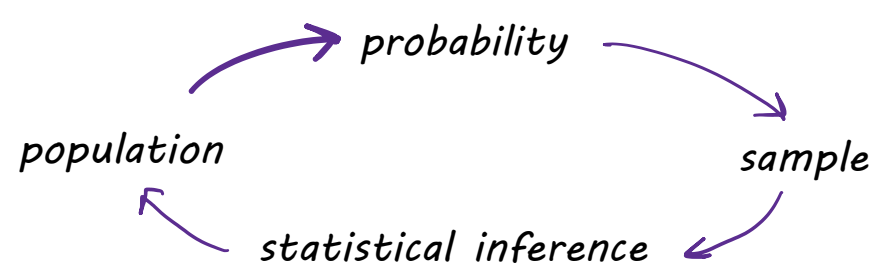 probability
population
sample
statistical inference